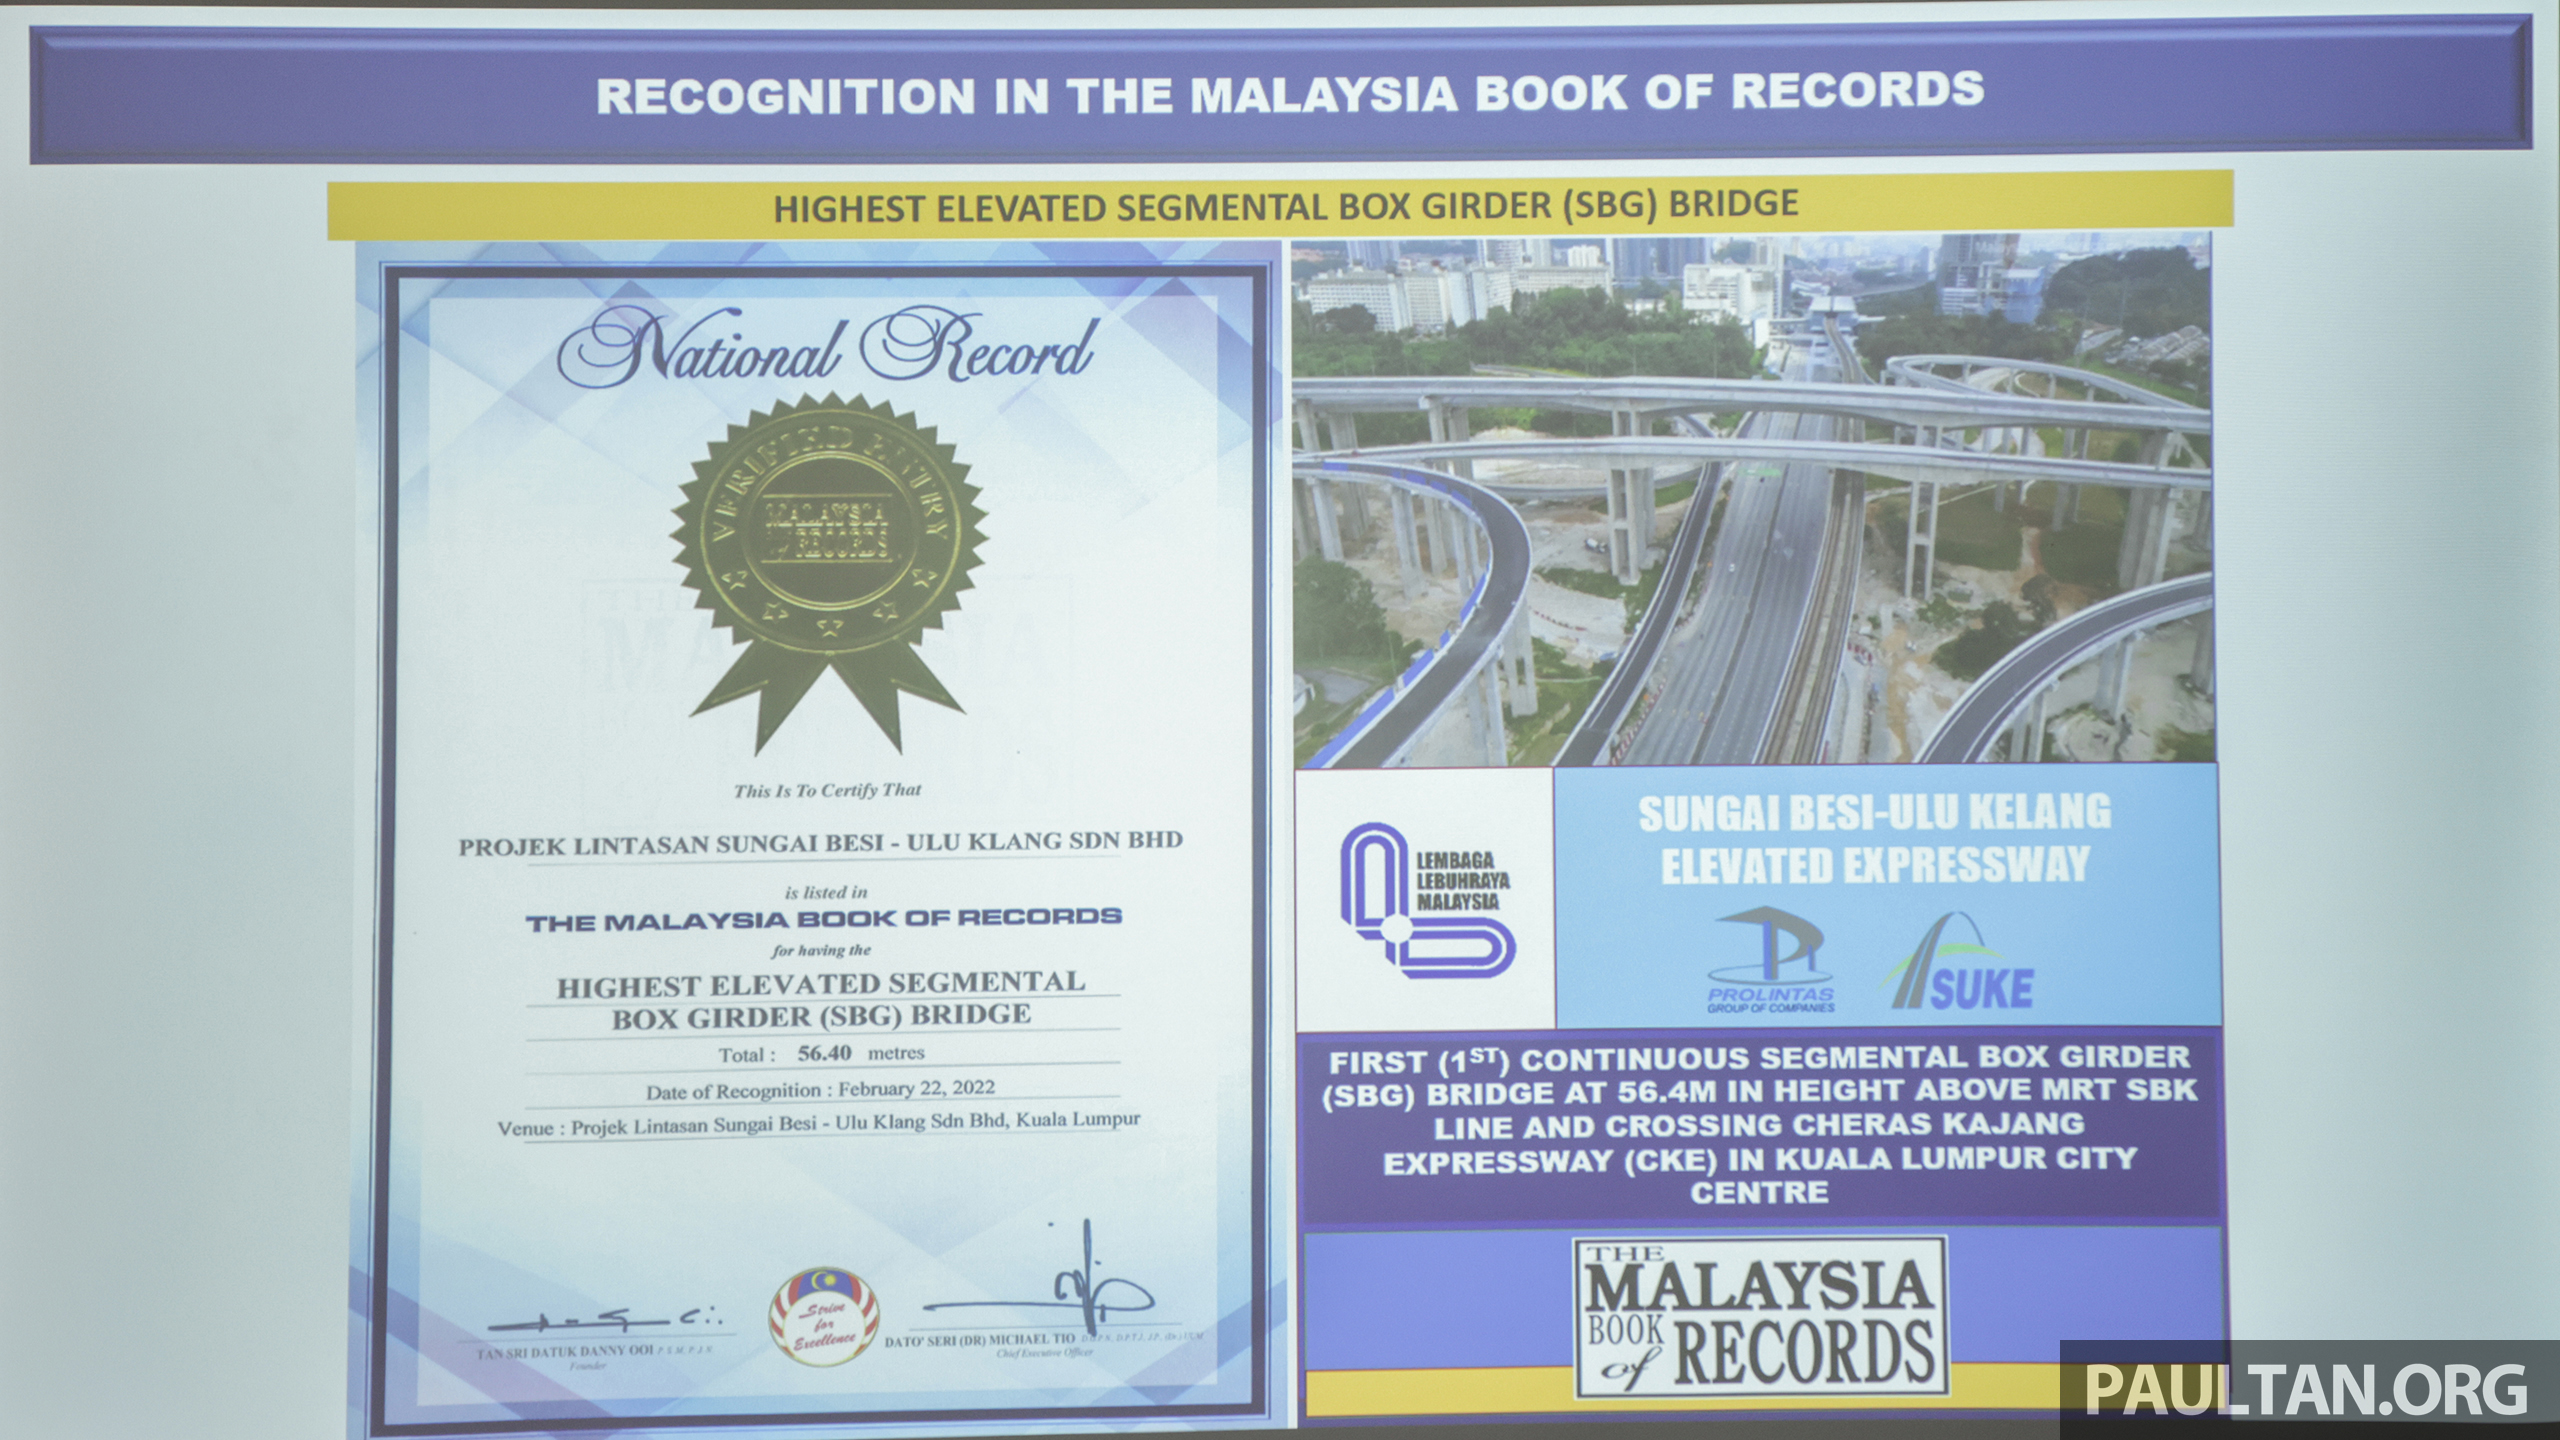 RECOGNITION IN THE MALAYSIA BOOK OF RECORDS
HIGHEST ELEVATED SEGMENTAL BOX GIRDER (SBG) BRIDGE
National Record
VERIFIED ENTRY
MALAYSIA
of RECORDS
This Is To Certify That
PROJEK LINTASAN SUNGAI BESI - ULU KLANG SDN BHD
is listed in
THE MALAYSIA BOOK OF RECORDS
for having the
HIGHEST ELEVATED SEGMENTAL
BOX GIRDER (SBG) BRIDGE
Total : 56.40 metres
Date of Recognition : February 22, 2022
Venue : Projek Lintasan Sungai Besi - Ulu Klang Sdn Bhd, Kuala Lumpur
TAN SRI DATUK DANNY OOI
Founder
Strive
for
Excellence
DATO' SERI (DR) MICHAEL TIO
Chief Executive Officer
LEMBAGA
LEBUHRAYA
MALAYSIA
SUNGAI BESI-ULU KELANG
ELEVATED EXPRESSWAY
PROLINTAS
GROUP OF COMPANIES
SUKE
FIRST (1ST) CONTINUOUS SEGMENTAL BOX GIRDER
(SBG) BRIDGE AT 56.4M IN HEIGHT ABOVE MRT SBK
LINE AND CROSSING CHERAS KAJANG
EXPRESSWAY (CKE) IN KUALA LUMPUR CITY
CENTRE
THE
MALAYSIA
BOOK
of RECORDS
PAULTAN.ORG